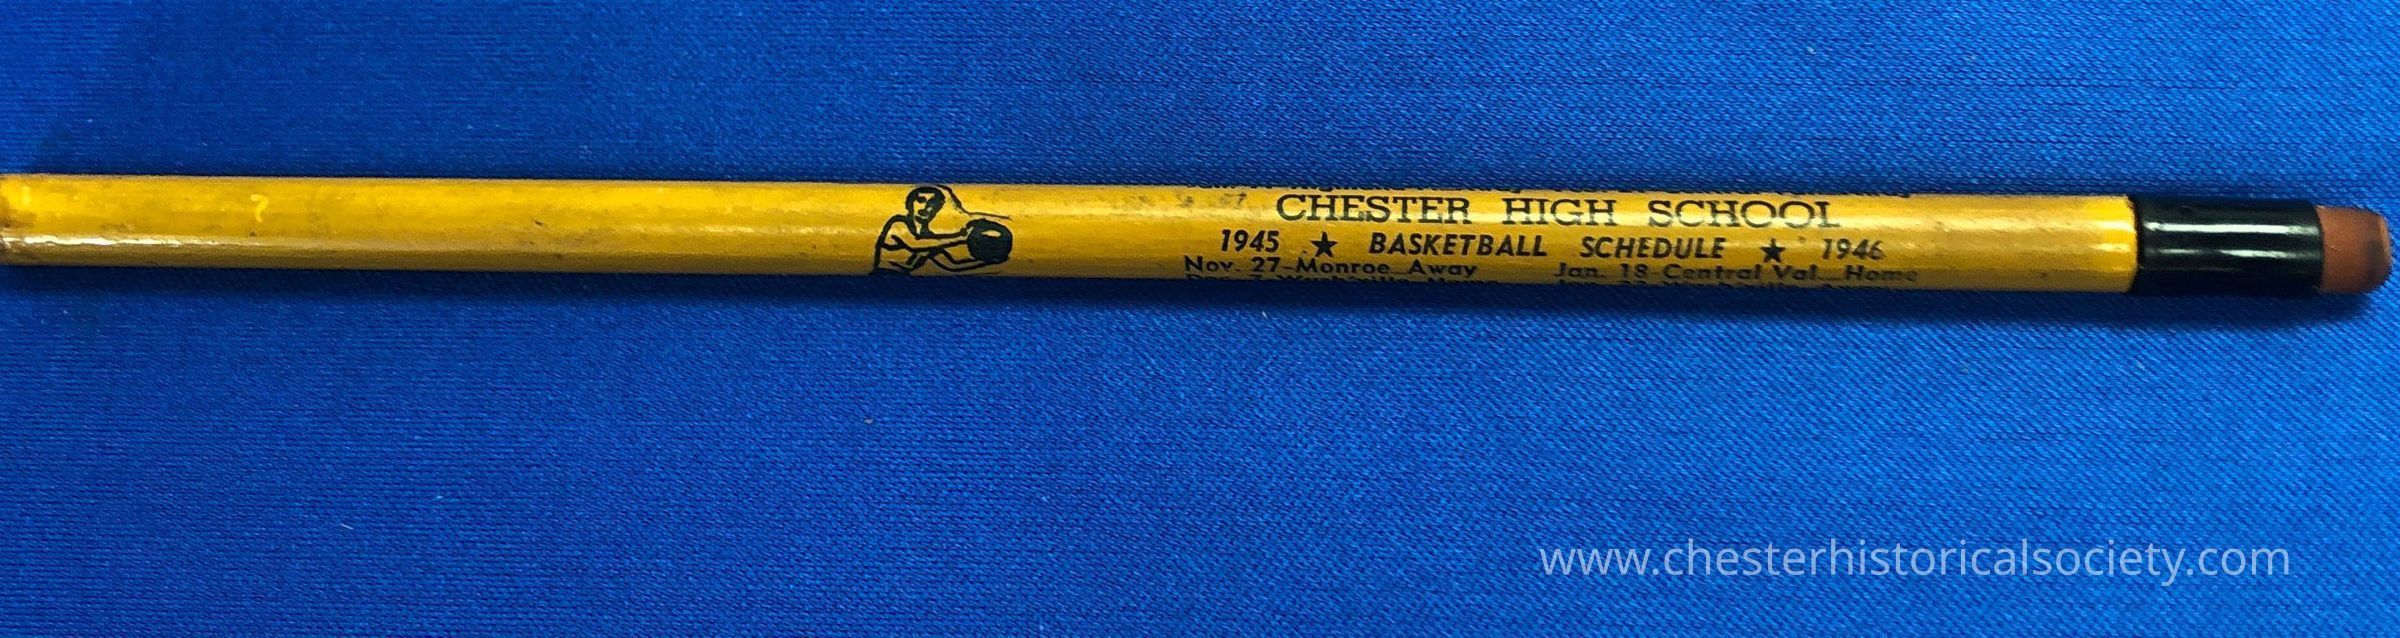 CHESTER HIGH SCHOOL
1945 ★ BASKETBALL SCHEDULE ★ 1946
Nov. 27-Monroe Away Jan. 18-Central Val. Home
www.chesterhistoricalsociety.com